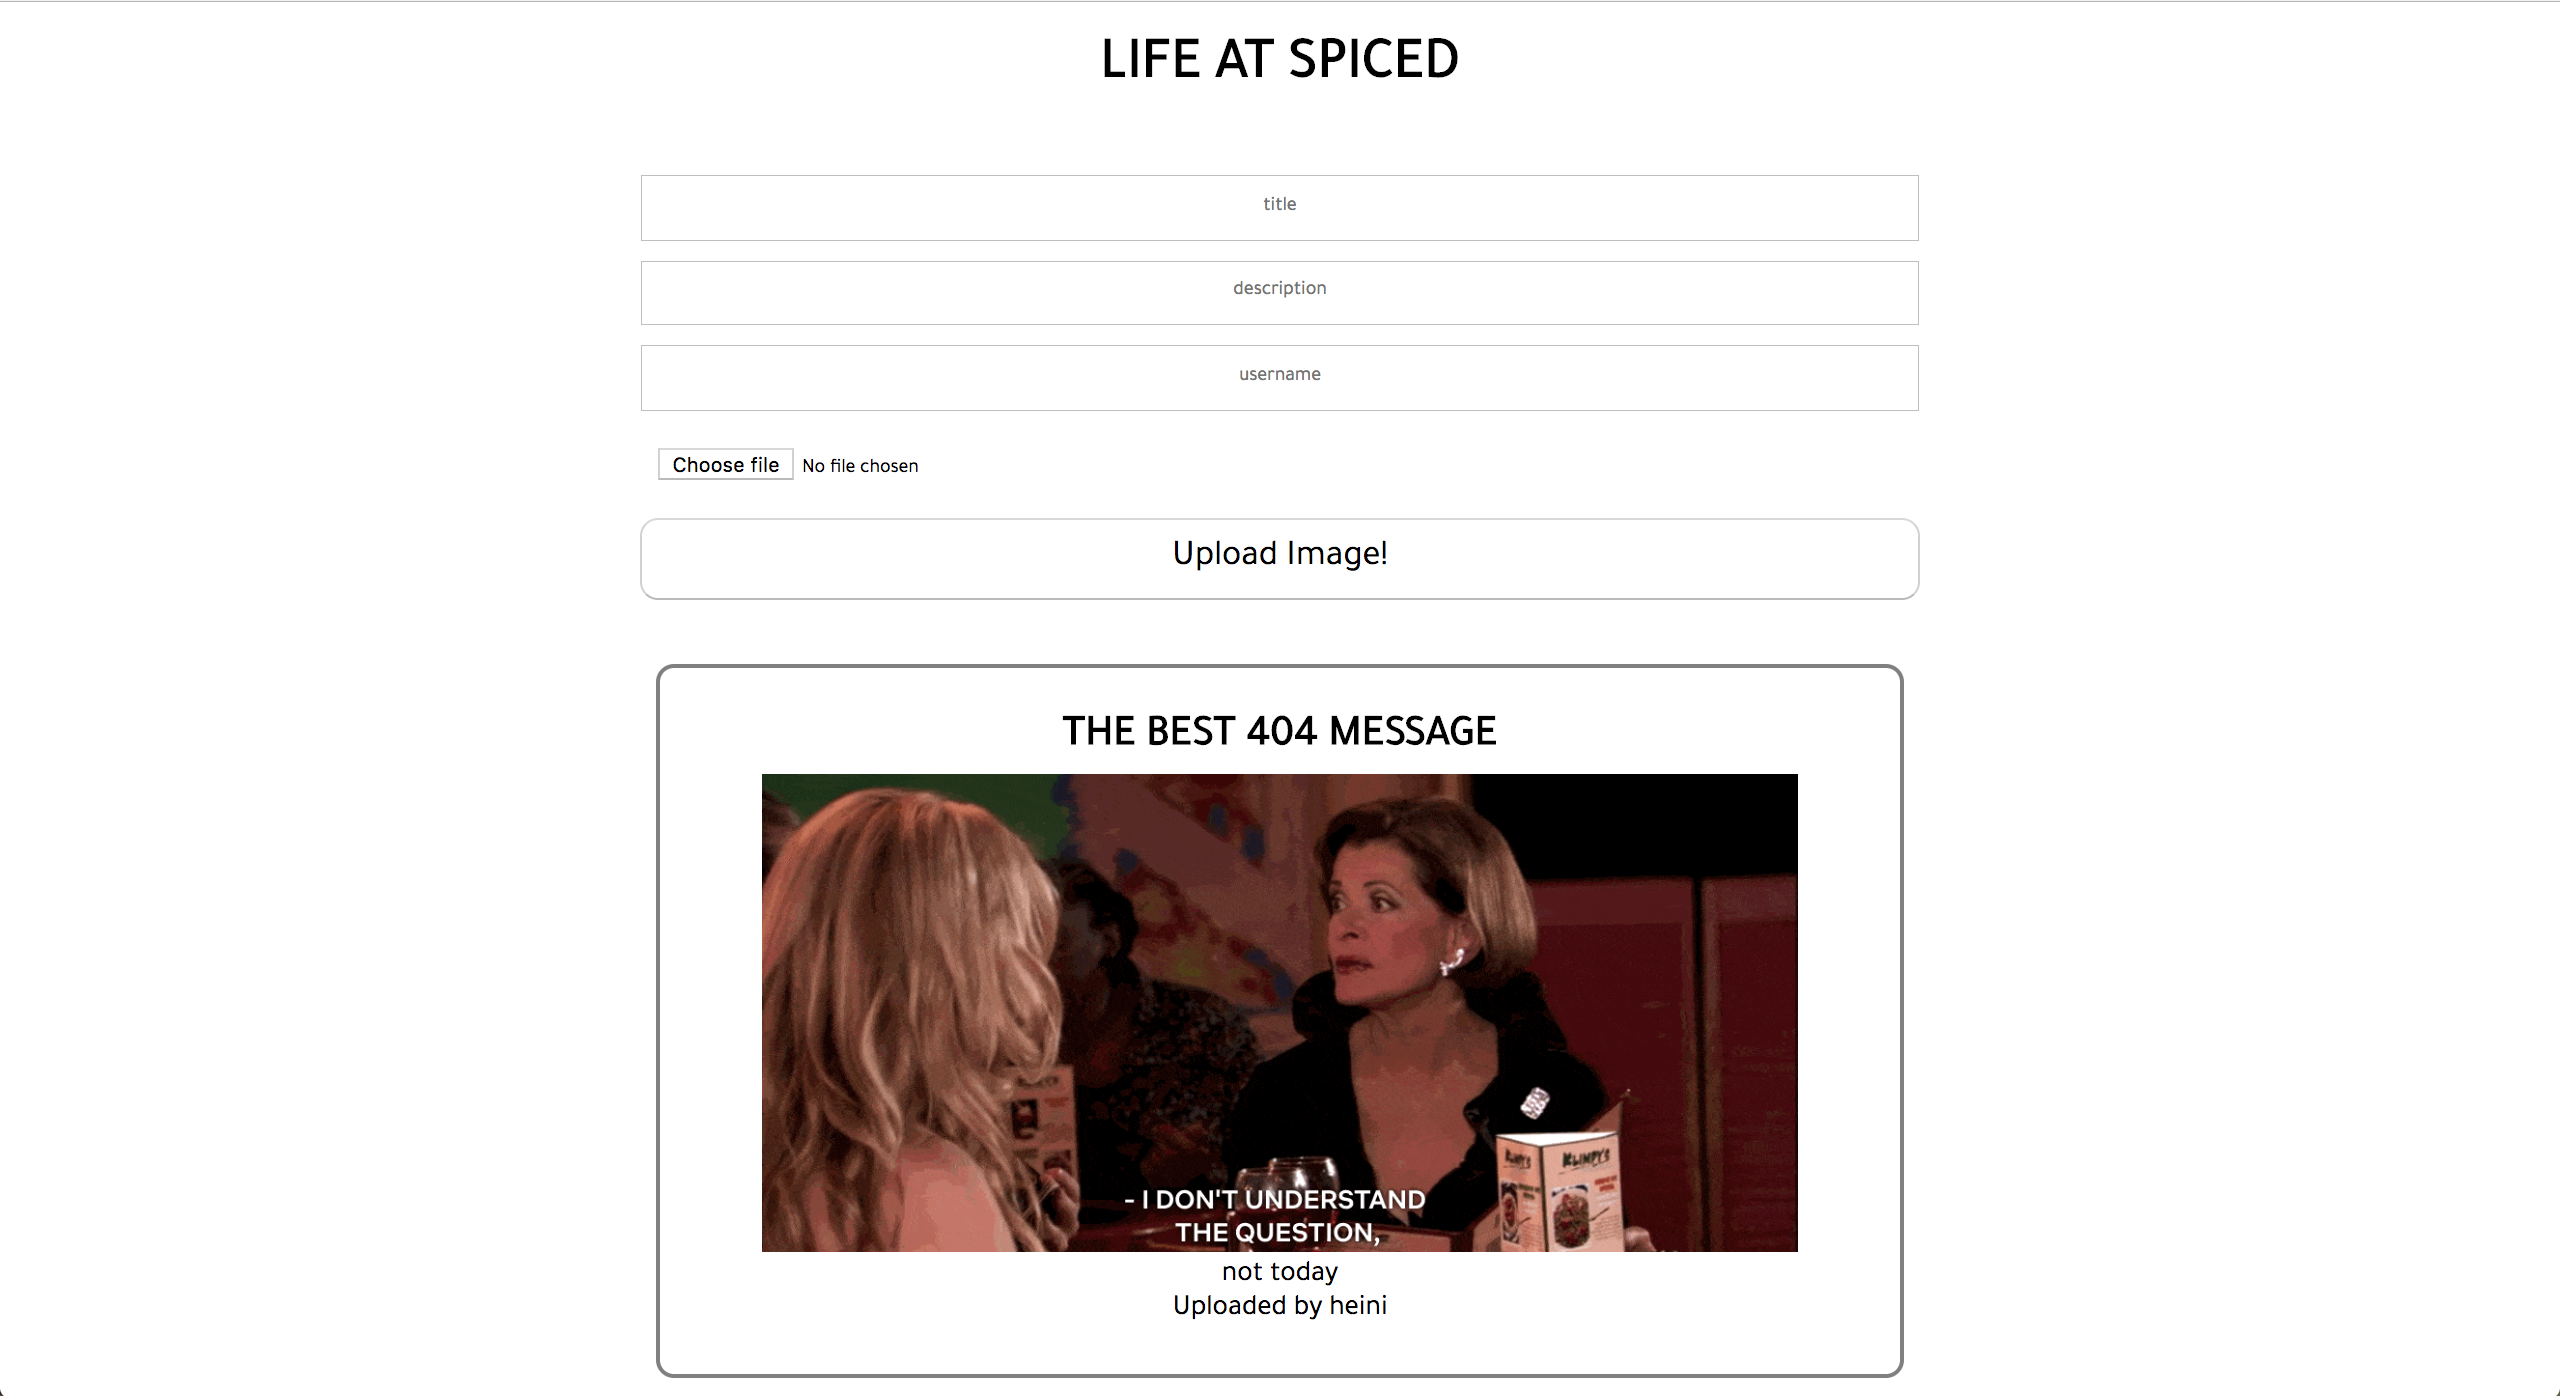 LIFE AT SPICED
title
description
username
Choose file No file chosen
Upload Image!
THE BEST 404 MESSAGE
KLIMPY'S
- I DON'T UNDERSTAND
THE QUESTION,
not today
Uploaded by heini